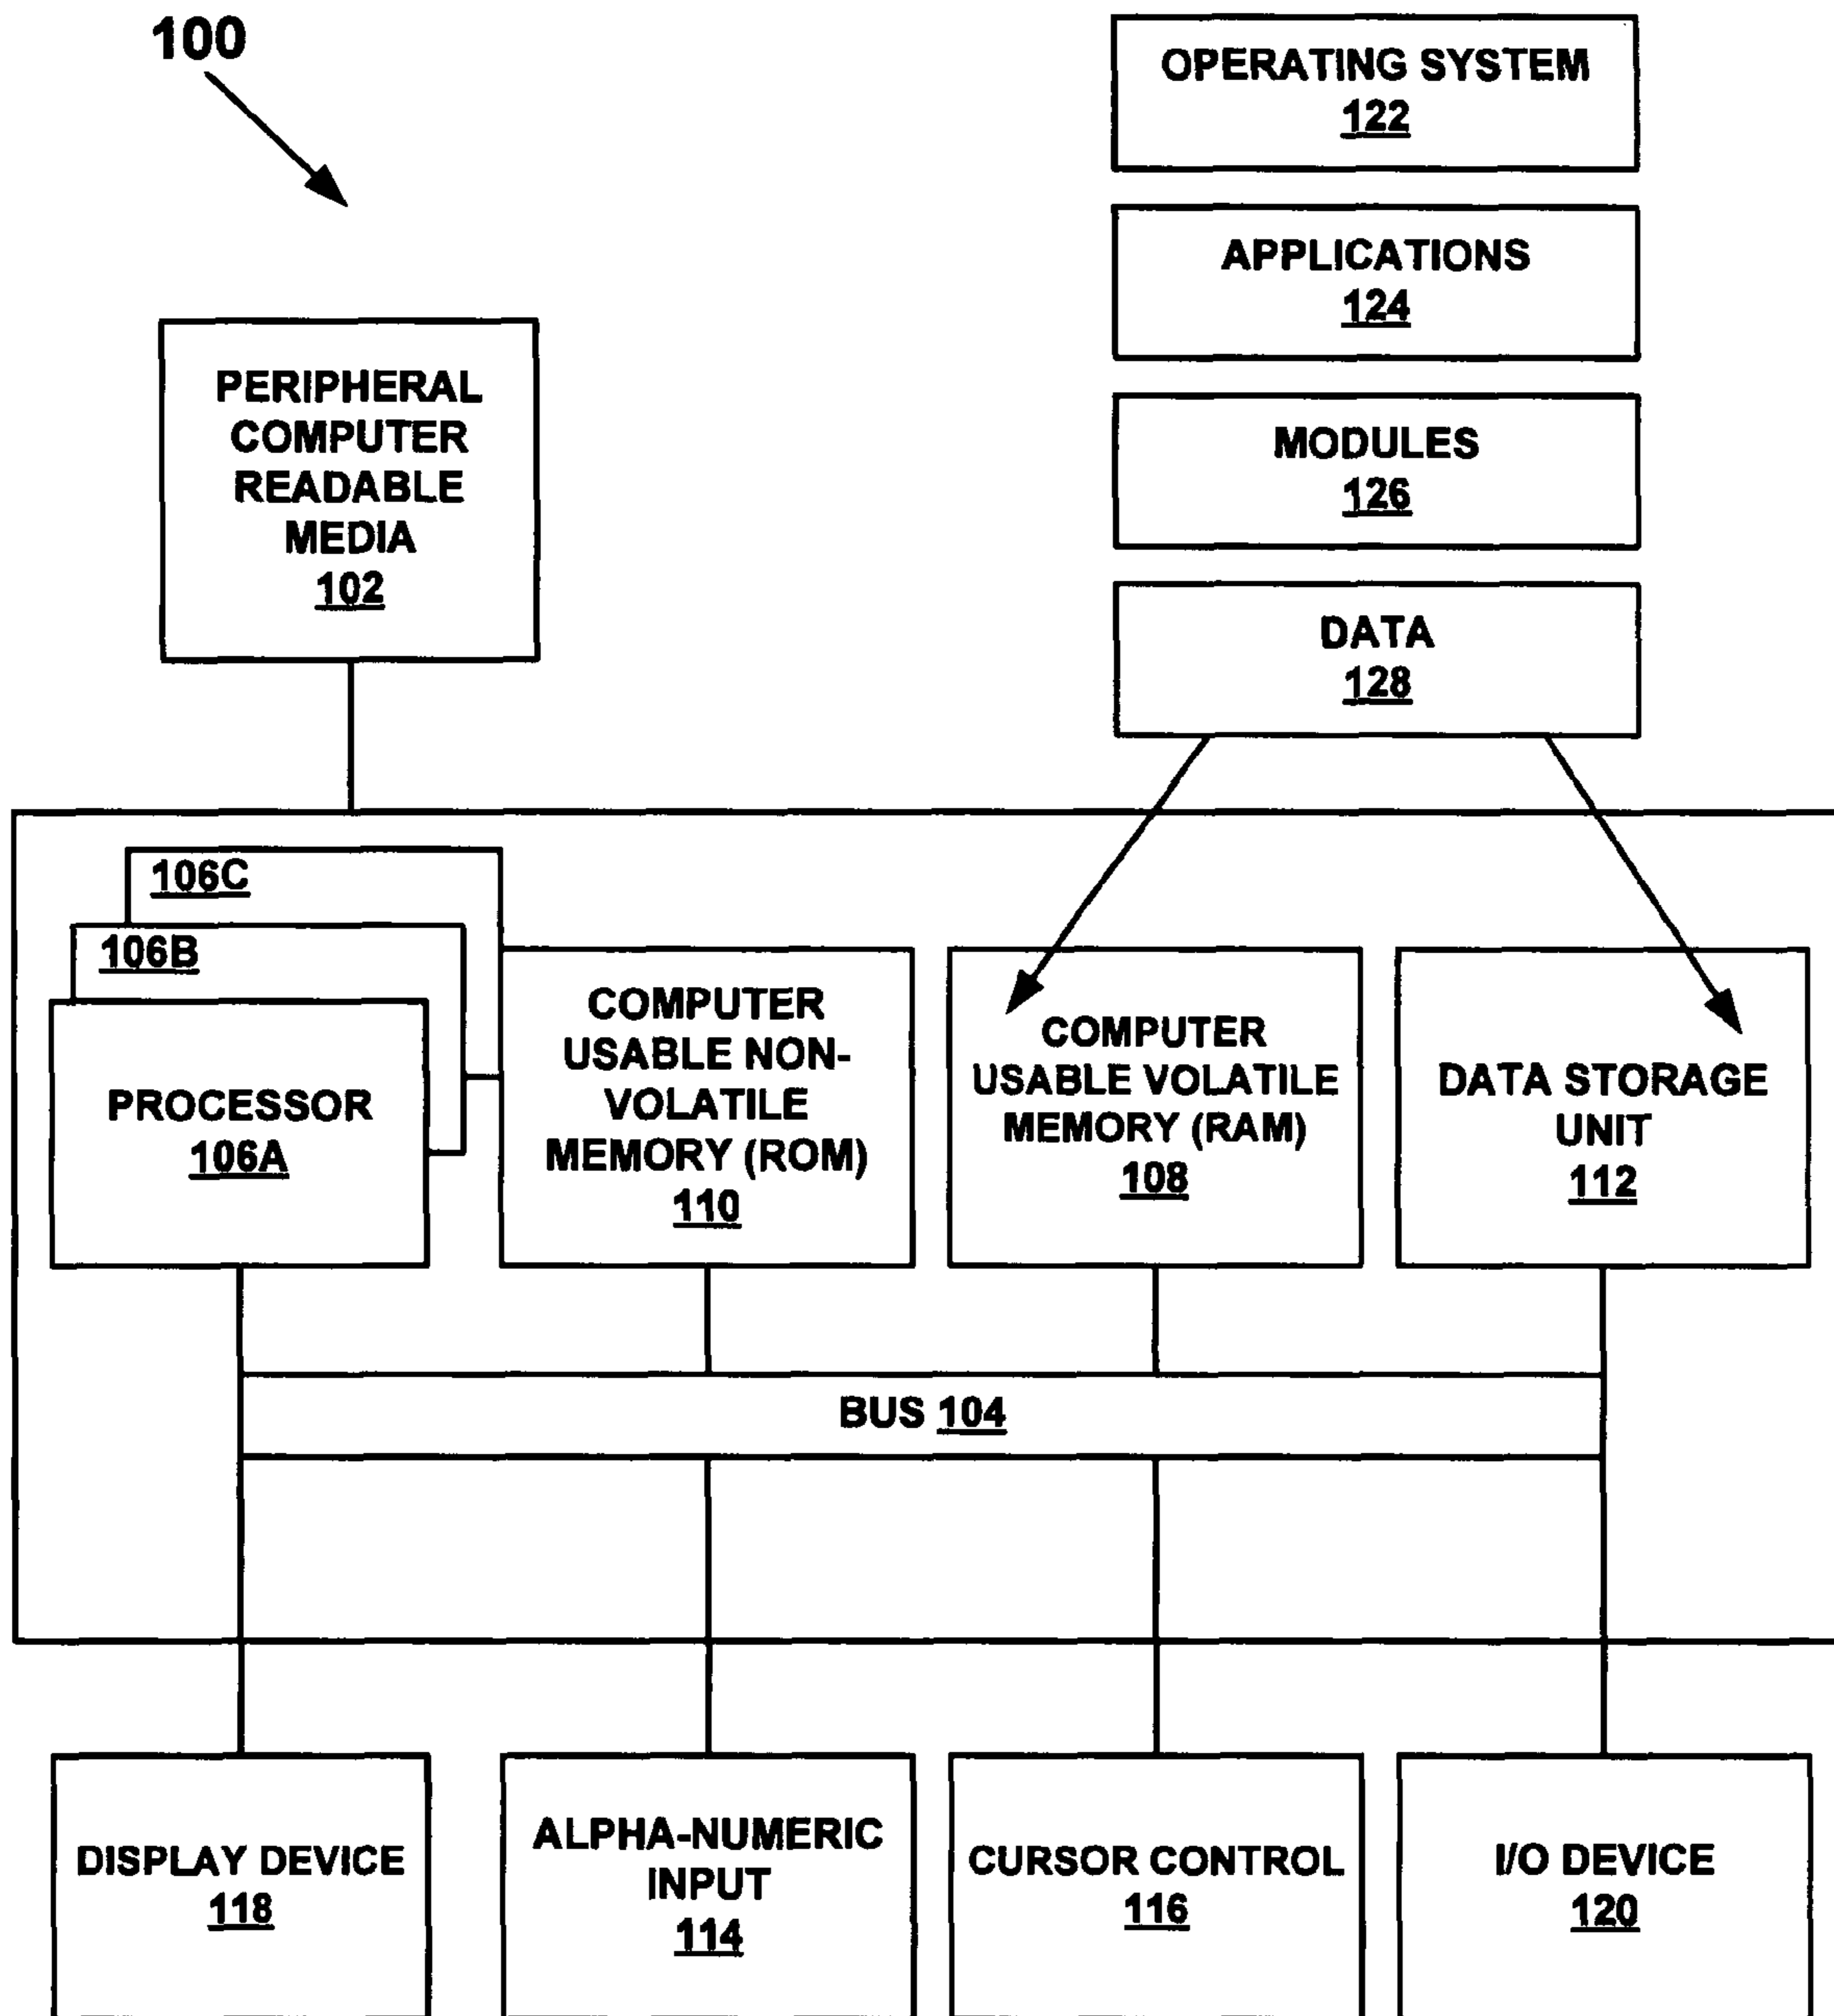 100
OPERATING SYSTEM
122
APPLICATIONS
124
MODULES
126
DATA
128
PERIPHERAL
COMPUTER
READABLE
MEDIA
102
106C
106B
PROCESSOR
106A
COMPUTER
USABLE NON-
VOLATILE
MEMORY (ROM)
110
COMPUTER
USABLE VOLATILE
MEMORY (RAM)
108
DATA STORAGE
UNIT
112
BUS 104
DISPLAY DEVICE
118
ALPHA-NUMERIC
INPUT
114
CURSOR CONTROL
116
I/O DEVICE
120